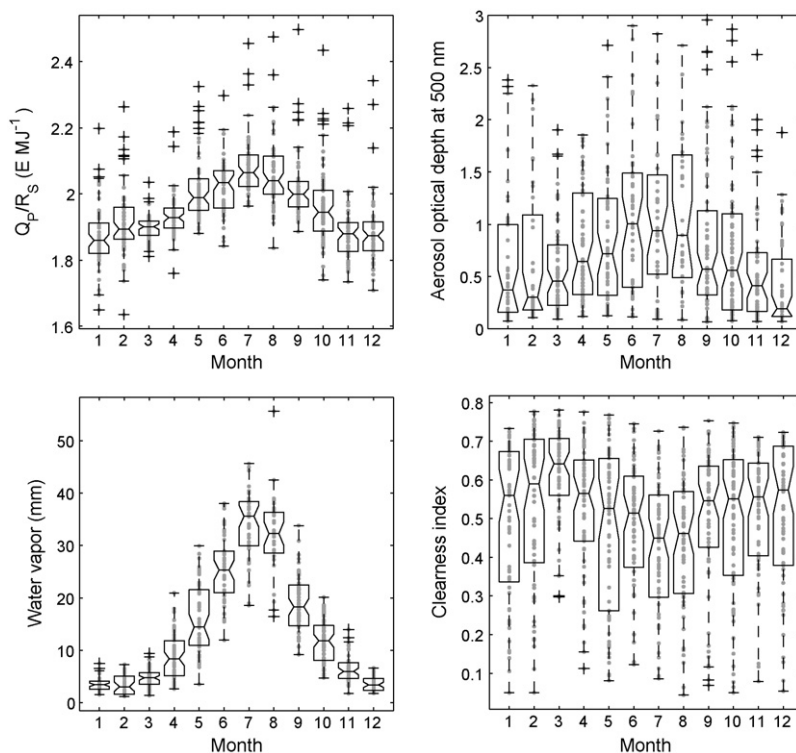 Q_P/R_S (E MJ^-1)
2.4
2.2
2
1.8
1.6
1 2 3 4 5 6 7 8 9 10 11 12
Month
Aerosol optical depth at 500 nm
3
2.5
2
1.5
1
0.5
0
1 2 3 4 5 6 7 8 9 10 11 12
Month
Water vapor (mm)
50
40
30
20
10
0
1 2 3 4 5 6 7 8 9 10 11 12
Month
Clearness index
0.8
0.7
0.6
0.5
0.4
0.3
0.2
0.1
1 2 3 4 5 6 7 8 9 10 11 12
Month